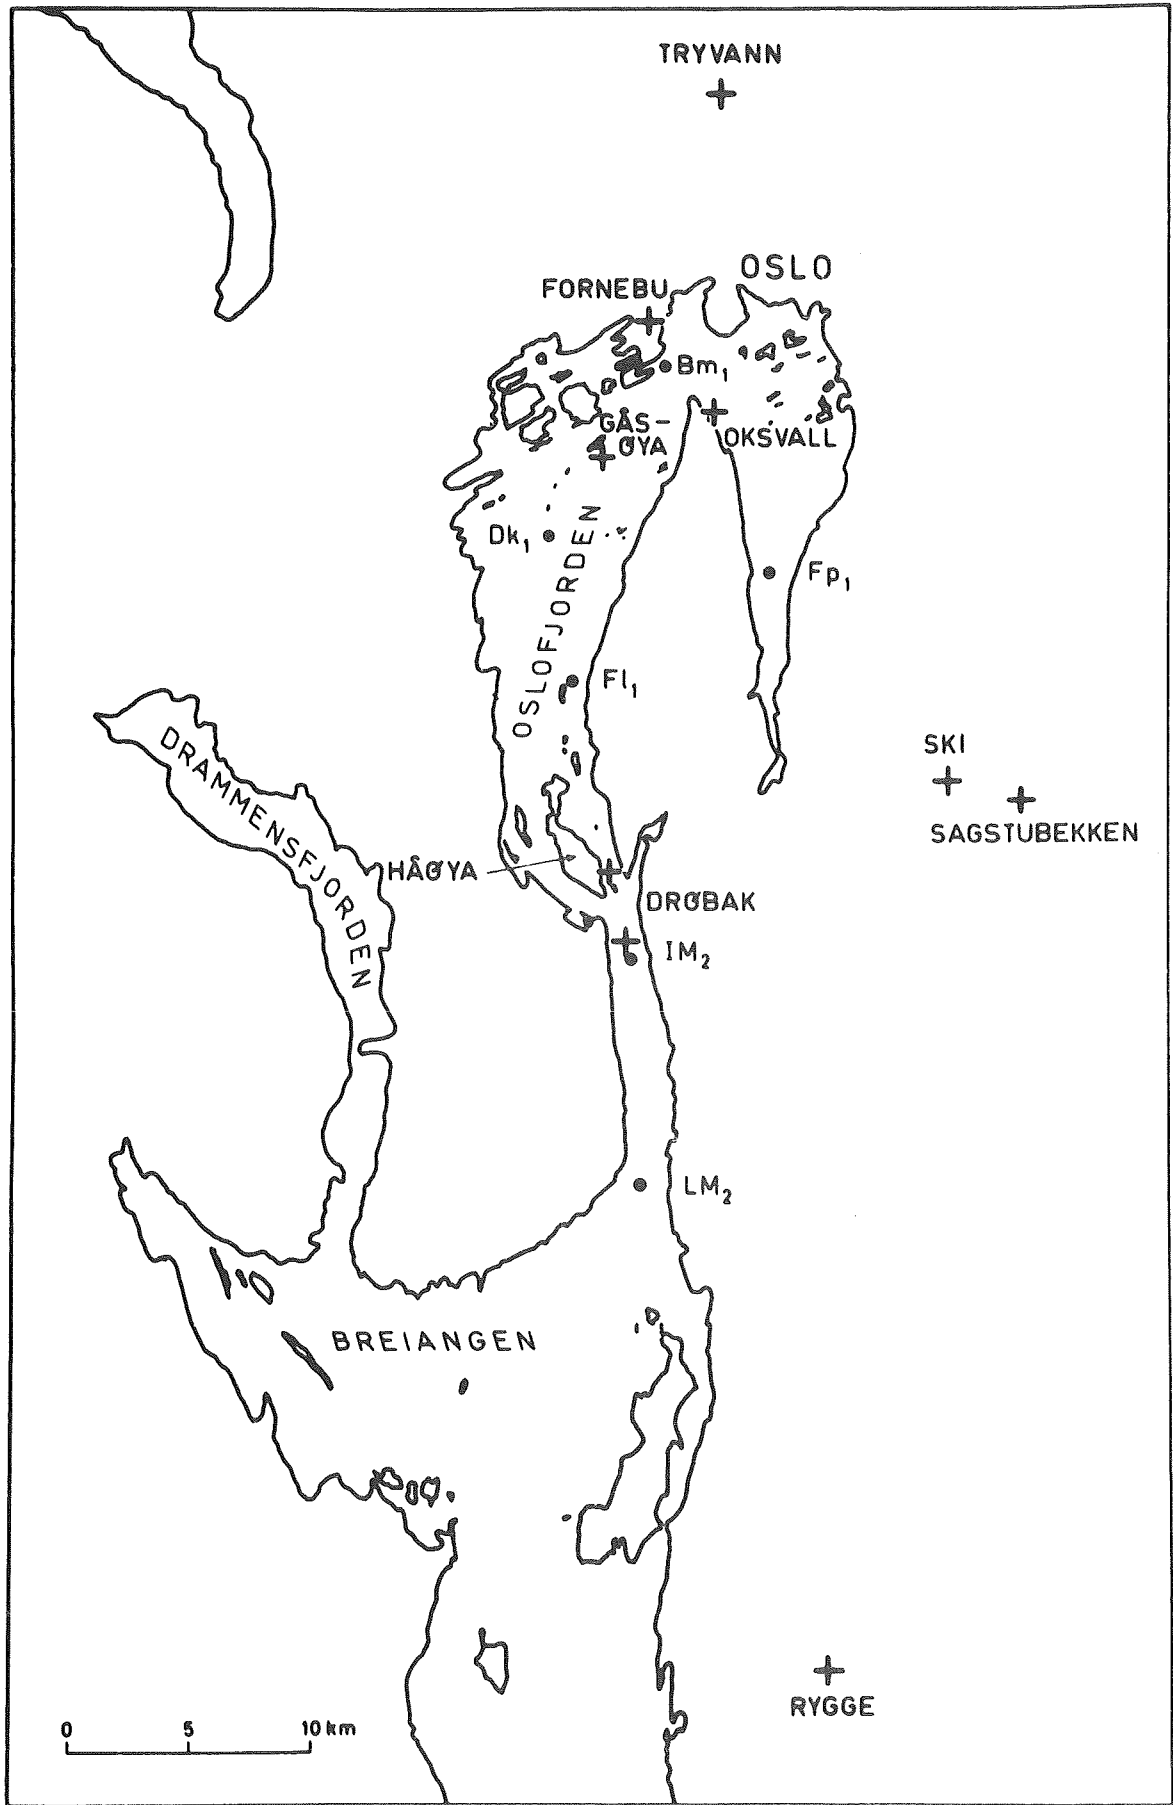 TRYVANN
OSLO
FORNEBU
Bm₁
GÅS-
ØYA
OKSVALL
Dk₁
OSLOFJORDEN
Fp₁
Fl₁
DRAMMENSFJORDEN
SKI
SAGSTUBEKKEN
HÅØYA
DRØBAK
IM₂
LM₂
BREIANGEN
RYGGE
0 5 10 km